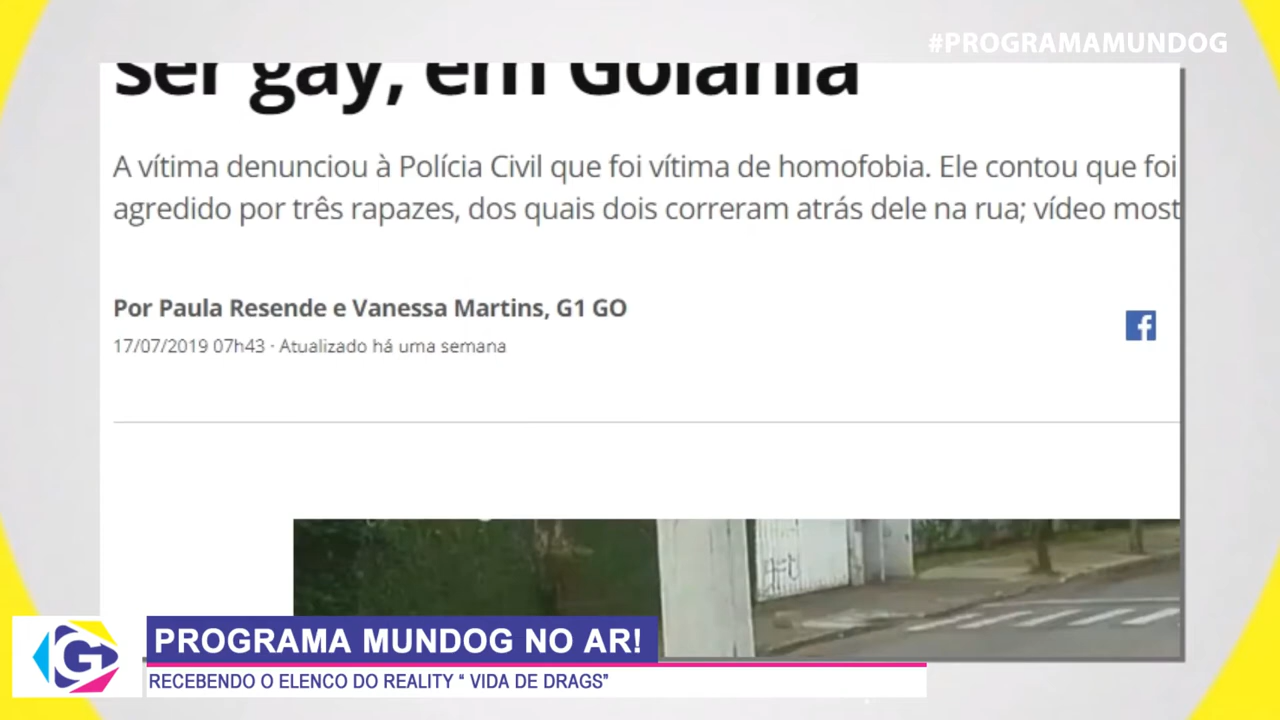 #PROGRAMAMUNDOG
ser gay, em Goiânia
A vítima denunciou à Polícia Civil que foi vítima de homofobia. Ele contou que foi
agredido por três rapazes, dos quais dois correram atrás dele na rua; vídeo most
Por Paula Resende e Vanessa Martins, G1 GO
17/07/2019 07h43 · Atualizado há uma semana
f
G
PROGRAMA MUNDOG NO AR!
RECEBENDO O ELENCO DO REALITY “ VIDA DE DRAGS”